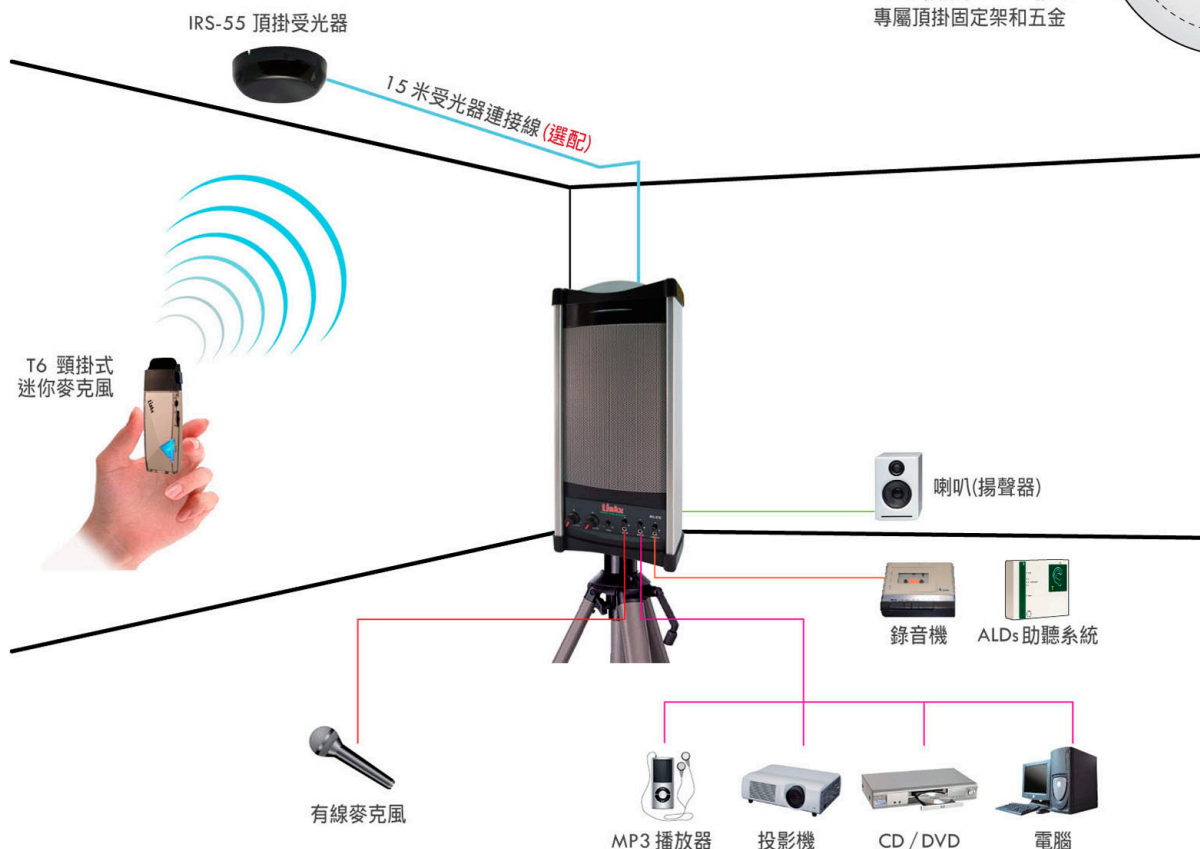 專屬頂掛固定架和五金
IRS-55 頂掛受光器
15 米受光器連接線(選配)
T6 頸掛式
迷你麥克風
喇叭(揚聲器)
錄音機
ALDs 助聽系統
有線麥克風
MP3 播放器
投影機
CD / DVD
電腦